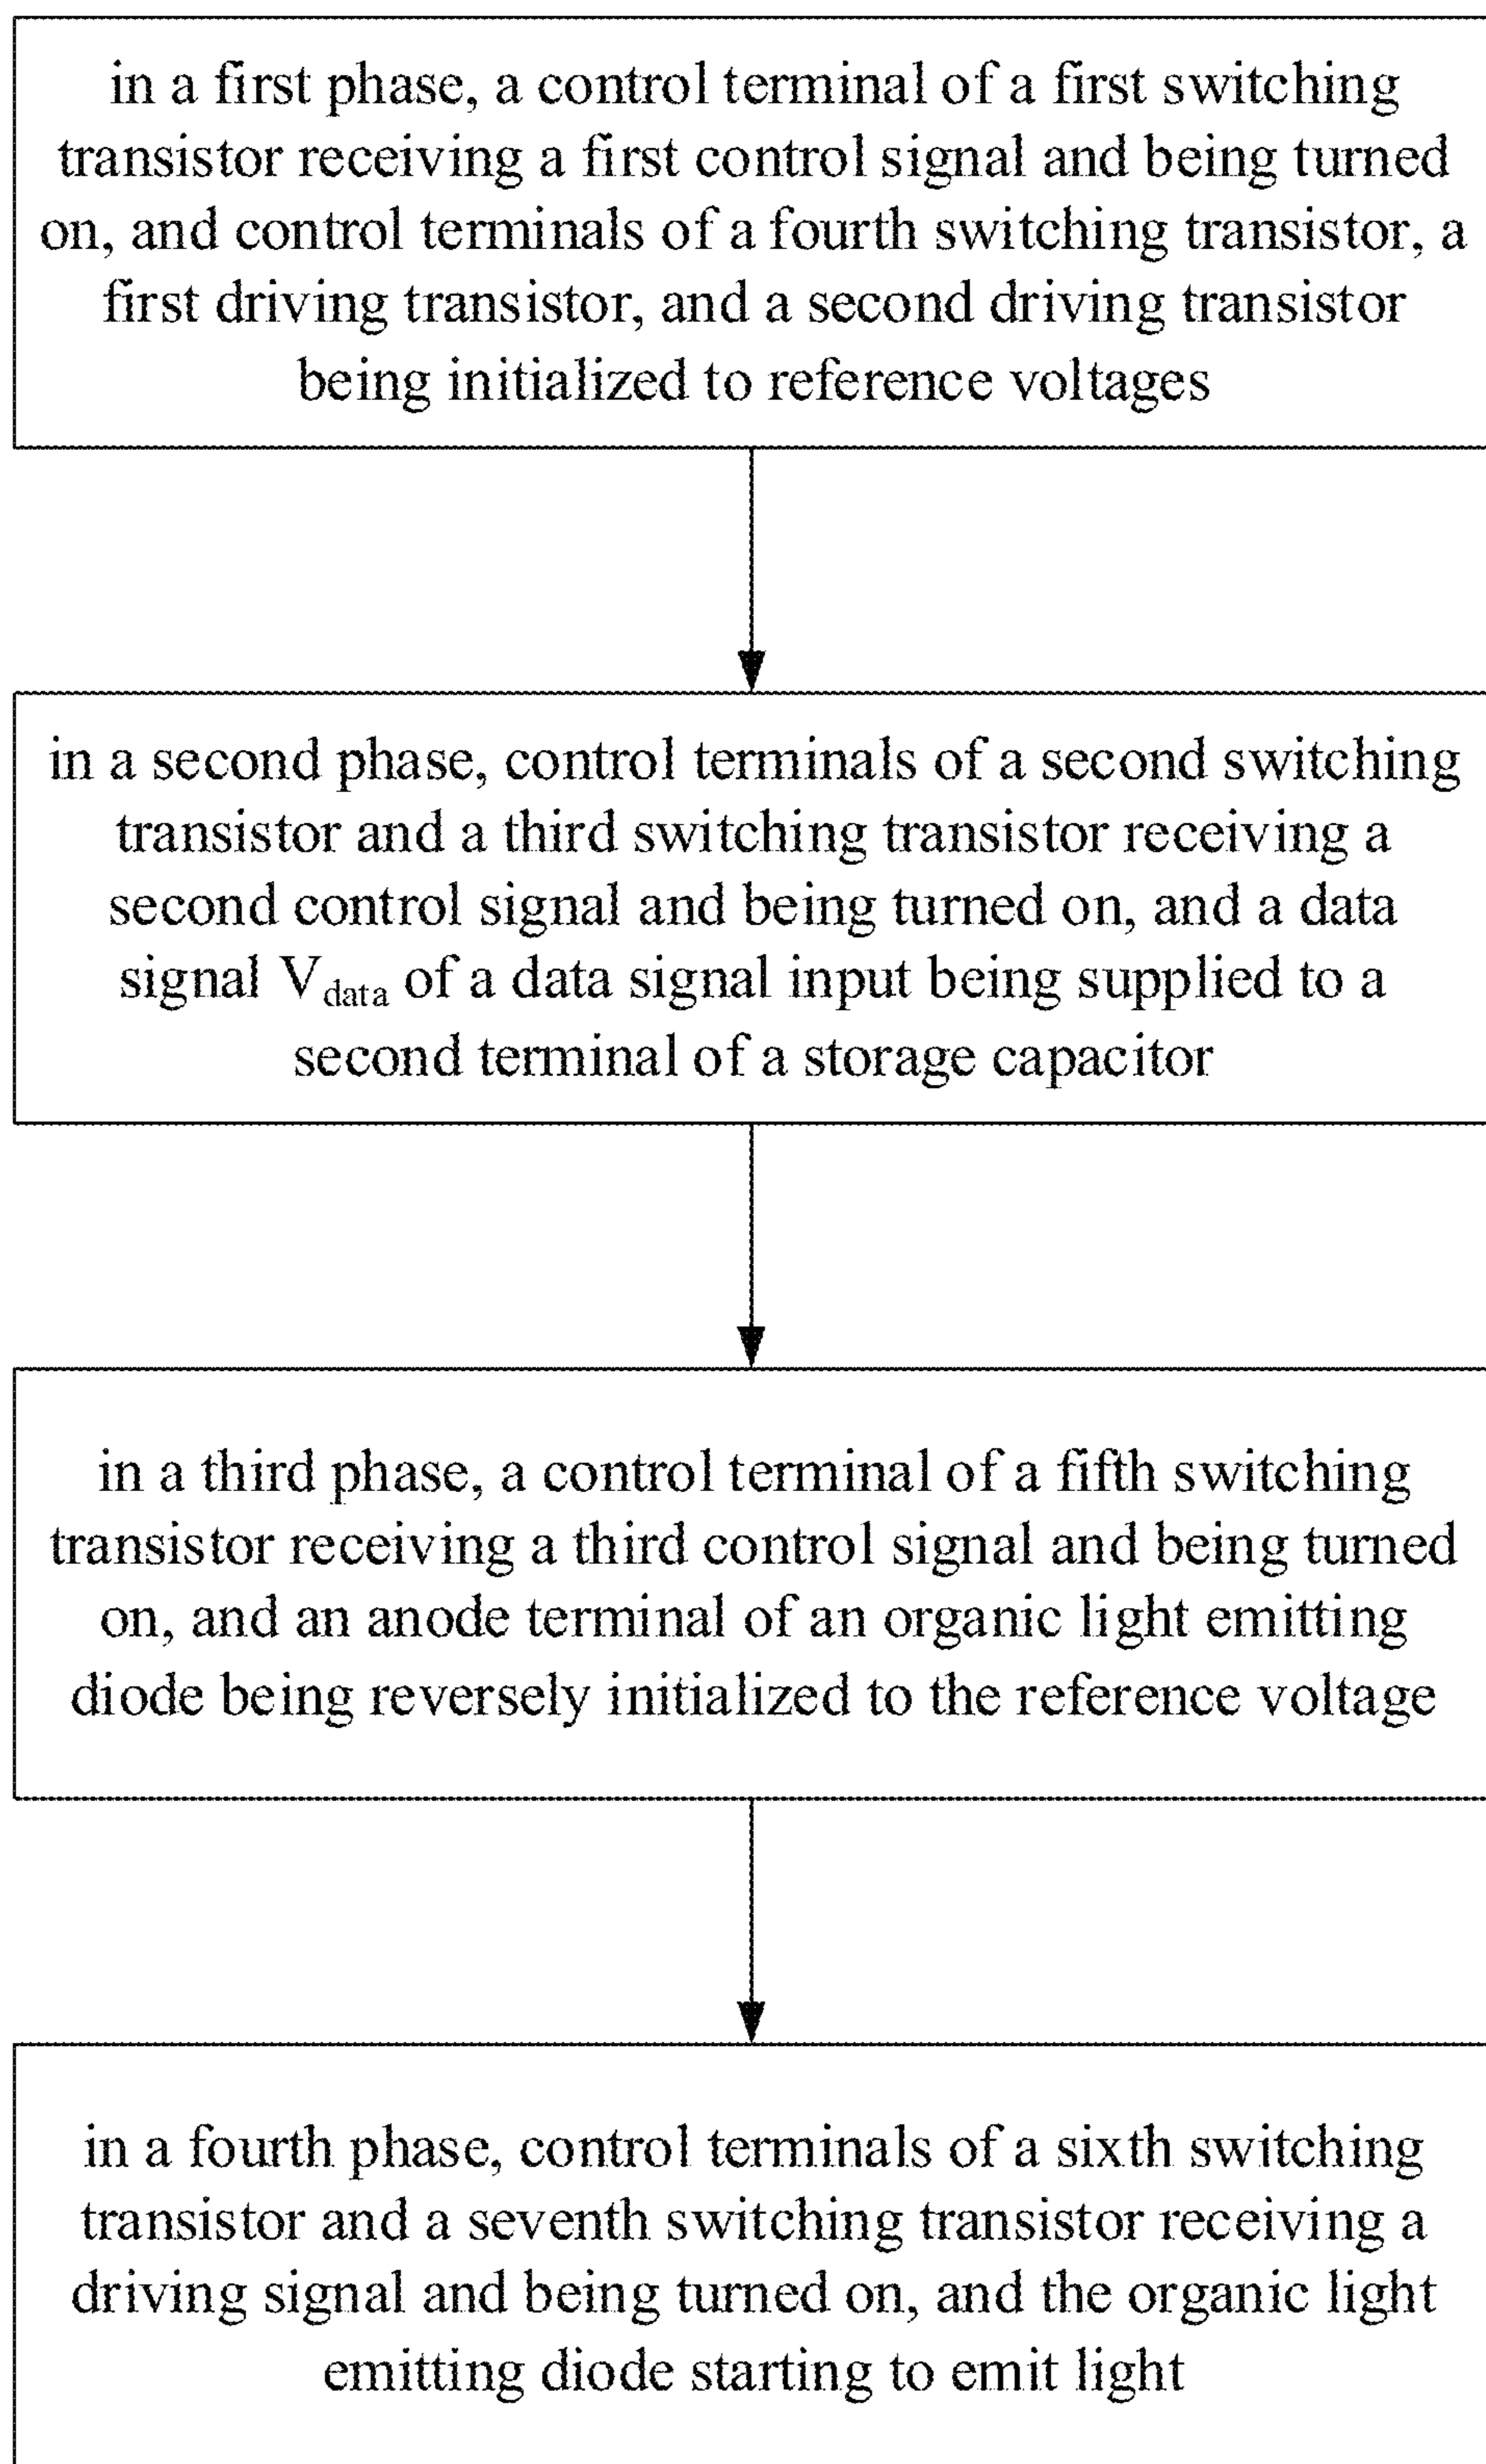 in a first phase, a control terminal of a first switching
transistor receiving a first control signal and being turned
on, and control terminals of a fourth switching transistor, a
first driving transistor, and a second driving transistor
being initialized to reference voltages
in a second phase, control terminals of a second switching
transistor and a third switching transistor receiving a
second control signal and being turned on, and a data
signal Vdata of a data signal input being supplied to a
second terminal of a storage capacitor
in a third phase, a control terminal of a fifth switching
transistor receiving a third control signal and being turned
on, and an anode terminal of an organic light emitting
diode being reversely initialized to the reference voltage
in a fourth phase, control terminals of a sixth switching
transistor and a seventh switching transistor receiving a
driving signal and being turned on, and the organic light
emitting diode starting to emit light